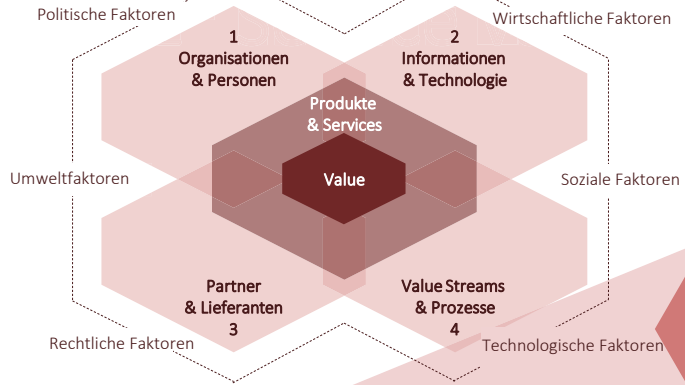 Politische Faktoren
Wirtschaftliche Faktoren
1
Organisationen
& Personen
2
Informationen
& Technologie
Produkte
& Services
Umweltfaktoren
Value
Soziale Faktoren
Partner
& Lieferanten
3
Value Streams
& Prozesse
4
Rechtliche Faktoren
Technologische Faktoren